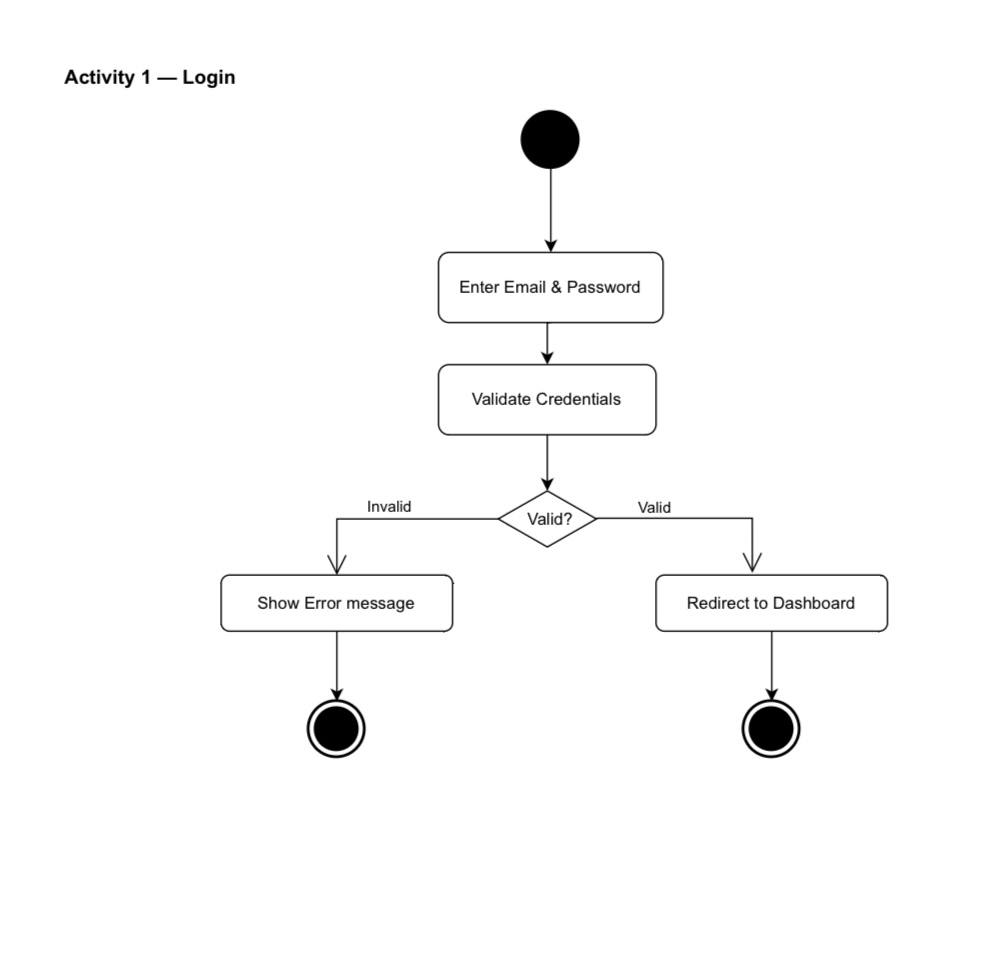 Activity 1 — Login
Enter Email & Password
Validate Credentials
Invalid
Valid?
Valid
Show Error message
Redirect to Dashboard